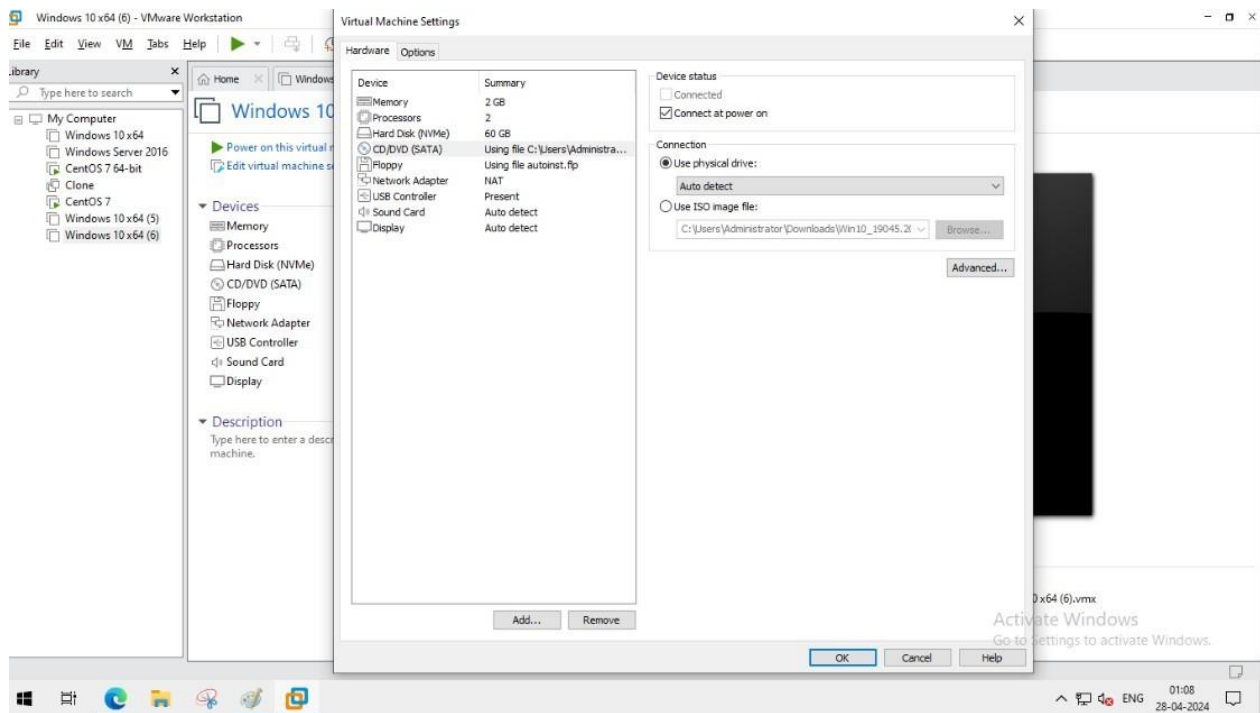 Windows 10 x64 (6) - VMware Workstation
File Edit View VM Tabs Help
Library
Type here to search
My Computer
Windows 10 x64
Windows Server 2016
CentOS 7 64-bit
Clone
CentOS 7
Windows 10 x64 (5)
Windows 10 x64 (6)
Home
Windows
Windows 10
Power on this virtual
Edit virtual machine se
Devices
Memory
Processors
Hard Disk (NVMe)
CD/DVD (SATA)
Floppy
Network Adapter
USB Controller
Sound Card
Display
Description
Type here to enter a descr
machine.
Virtual Machine Settings
Hardware Options
Device Summary
Memory 2 GB
Processors 2
Hard Disk (NVMe) 60 GB
CD/DVD (SATA) Using file C:\Users\Administra...
Floppy Using file autoinst.flp
Network Adapter NAT
USB Controller Present
Sound Card Auto detect
Display Auto detect
Add... Remove
Device status
Connected
Connect at power on
Connection
Use physical drive:
Auto detect
Use ISO image file:
C:\Users\Administrator\Downloads\Win10_19045.2( Browse...
Advanced...
OK Cancel Help
0 x64 (6).vmx
Activate Windows
Go to Settings to activate Windows.
ENG
01:08
28-04-2024